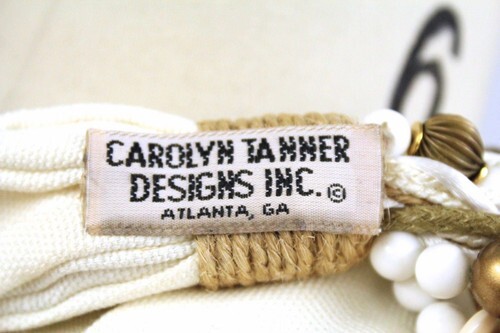 6
CAROLYN TANNER
DESIGNS INC.©
ATLANTA, GA